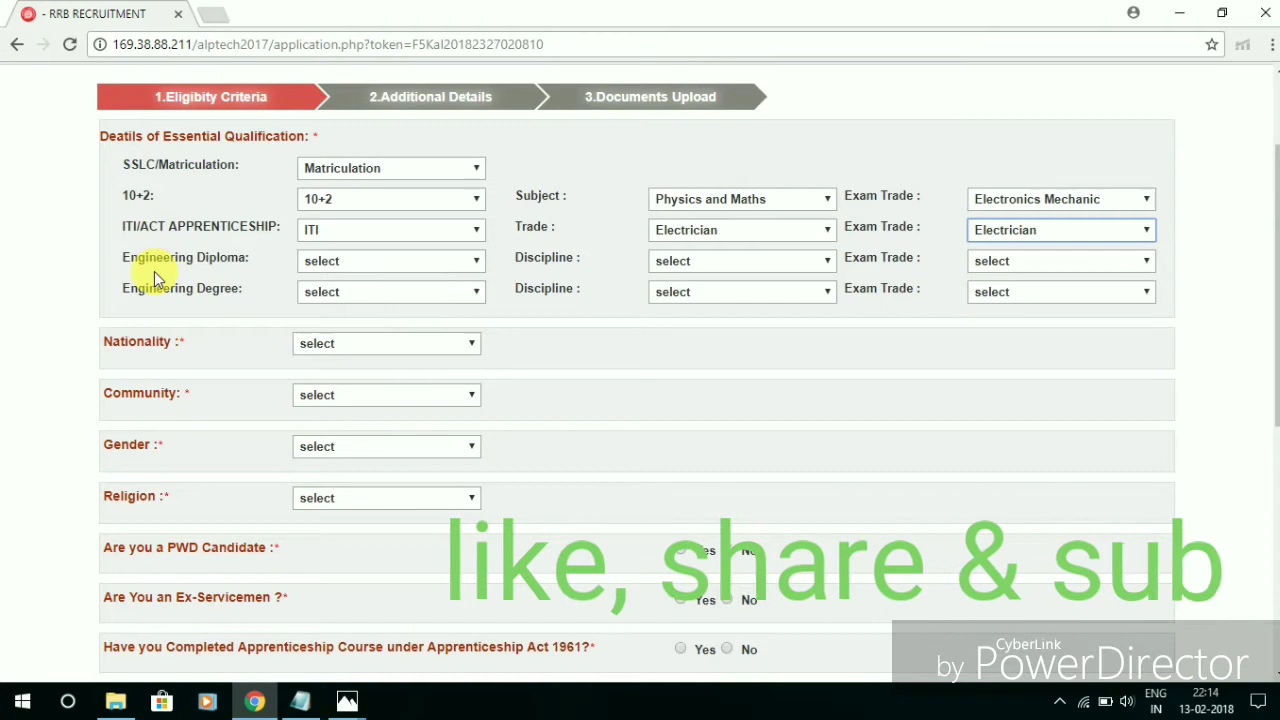 - RRB RECRUITMENT
169.38.88.211/alptech2017/application.php?token=F5KaI20182327020810
1.Eligibity Criteria 2.Additional Details 3.Documents Upload
Deatils of Essential Qualification: *
SSLC/Matriculation: Matriculation
10+2: 10+2 Subject : Physics and Maths Exam Trade : Electronics Mechanic
ITI/ACT APPRENTICESHIP: ITI Trade : Electrician Exam Trade : Electrician
Engineering Diploma: select Discipline : select Exam Trade : select
Engineering Degree: select Discipline : select Exam Trade : select
Nationality :* select
Community: * select
Gender :* select
Religion :* select
Are you a PWD Candidate :* Yes No
like, share & sub
Are You an Ex-Servicemen ?* Yes No
Have you Completed Apprenticeship Course under Apprenticeship Act 1961?* Yes No
CyberLink
by PowerDirector
ENG 22:14
IN 13-02-2018